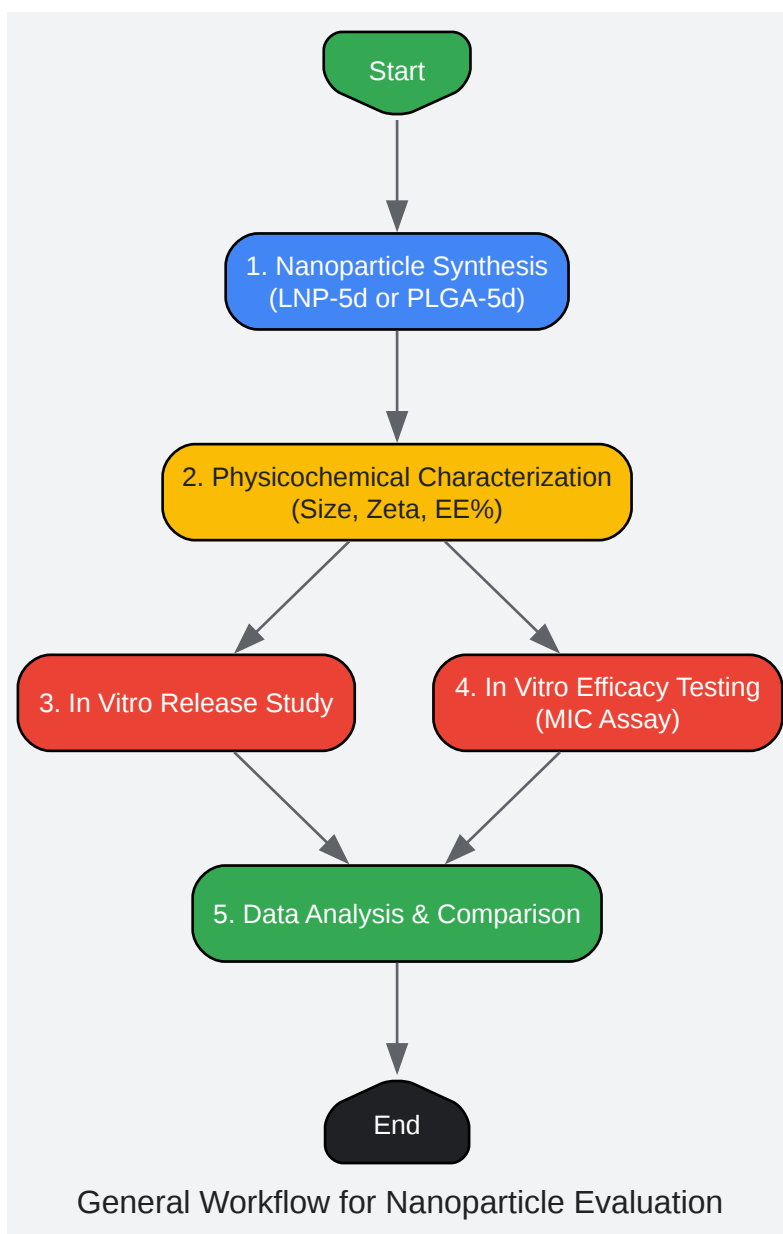 Start
1. Nanoparticle Synthesis
(LNP-5d or PLGA-5d)
2. Physicochemical Characterization
(Size, Zeta, EE%)
3. In Vitro Release Study
4. In Vitro Efficacy Testing
(MIC Assay)
5. Data Analysis & Comparison
End
General Workflow for Nanoparticle Evaluation